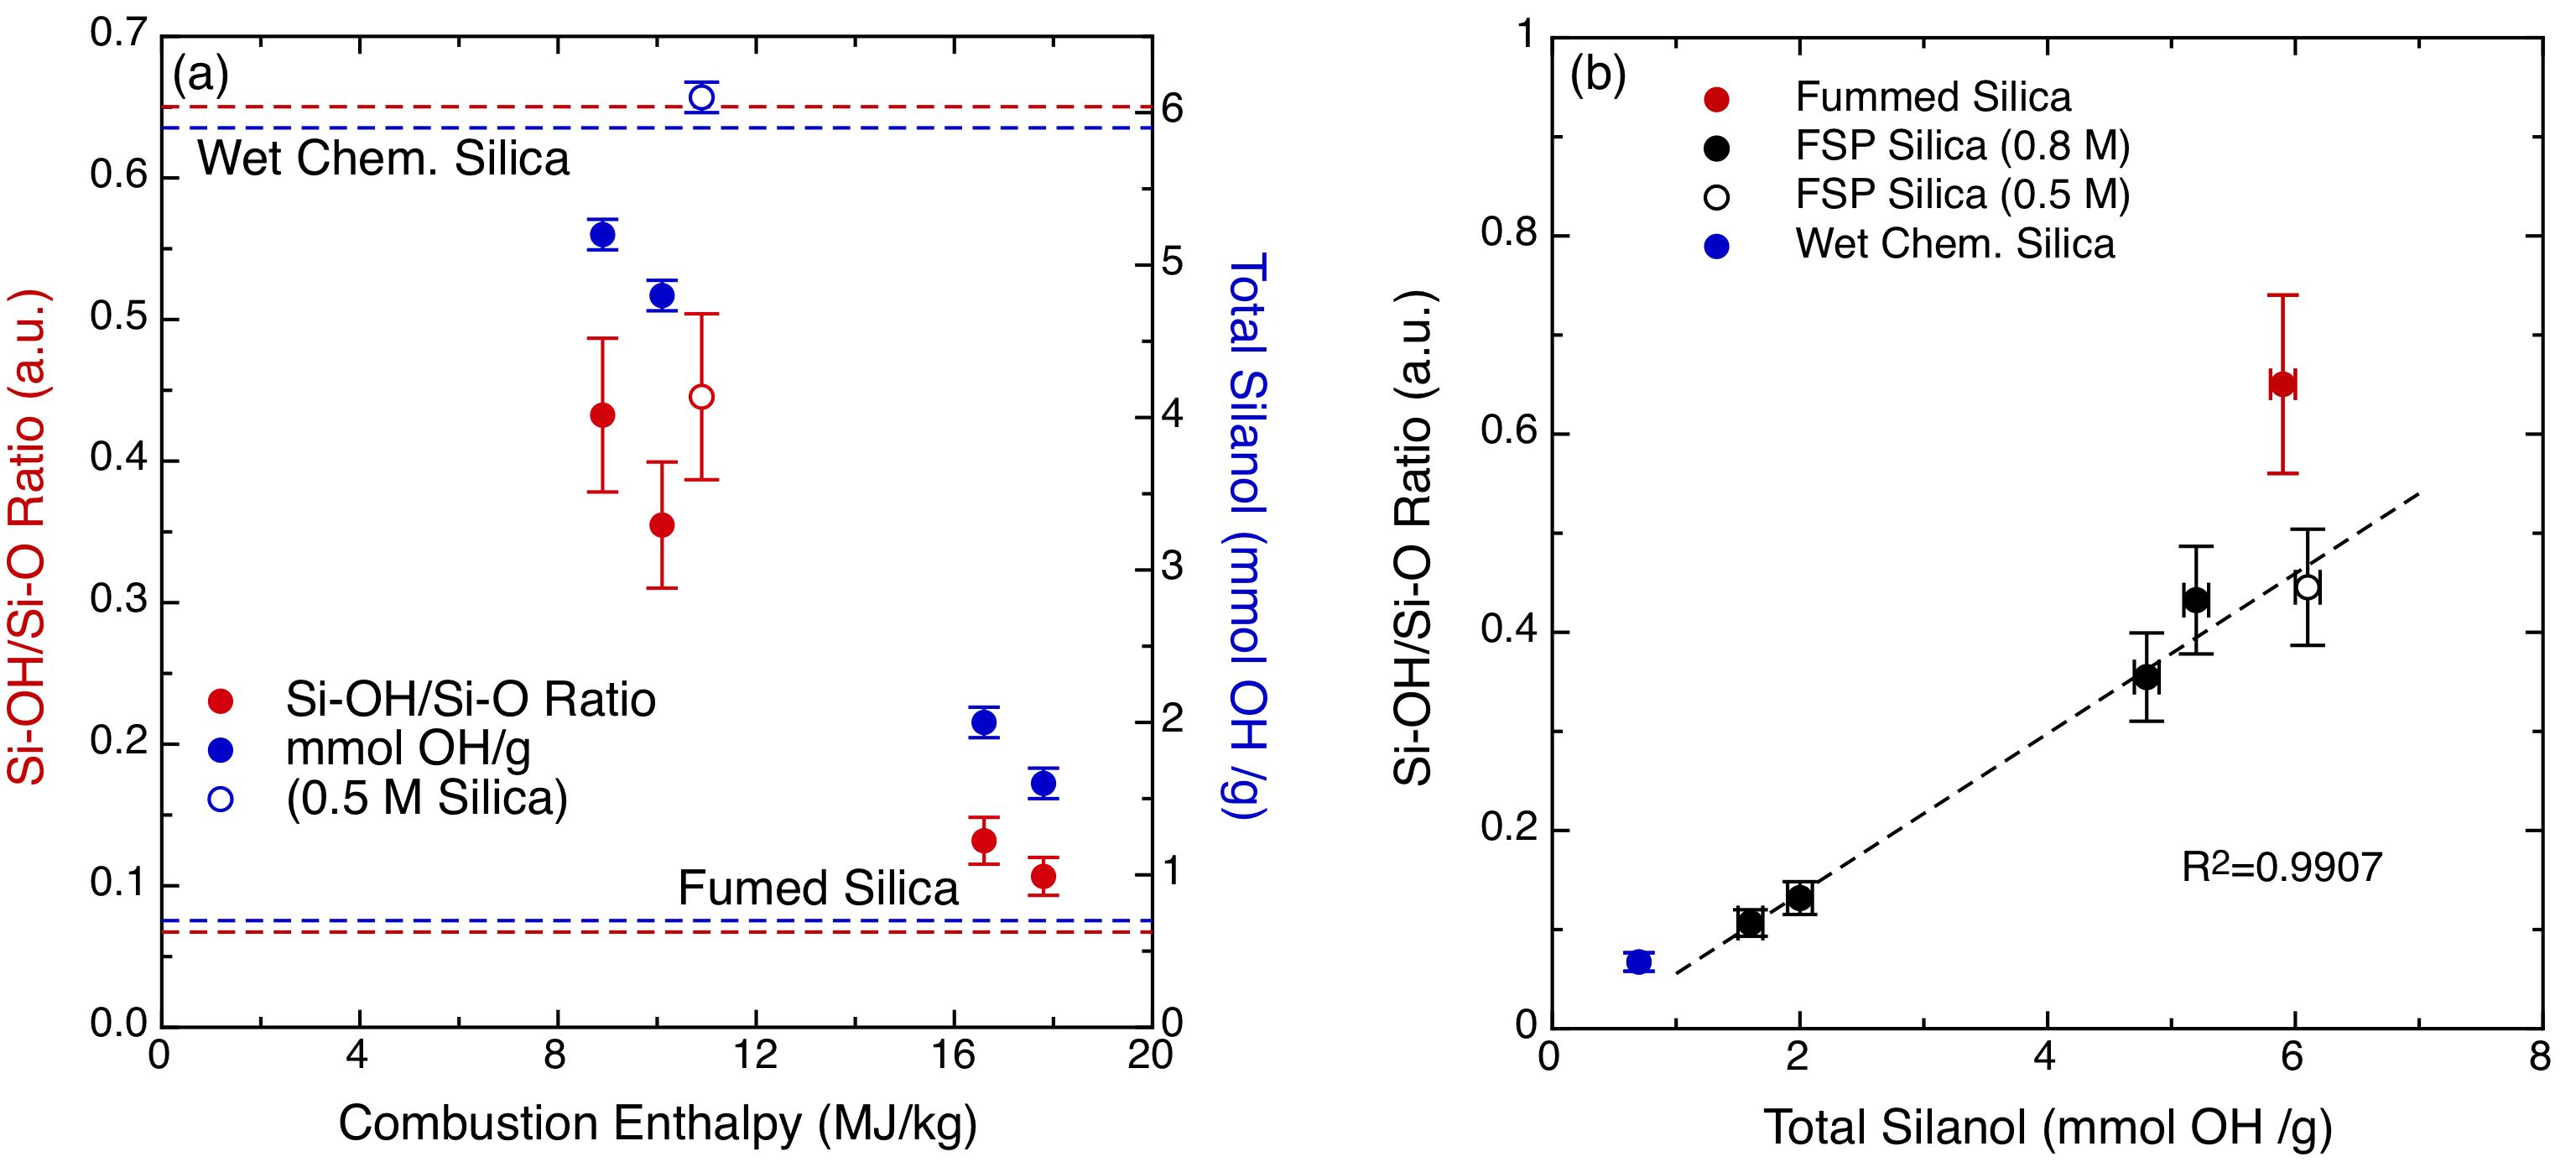 (a)
0.7
0.6
0.5
0.4
0.3
0.2
0.1
0.0
Si-OH/Si-O Ratio (a.u.)
Wet Chem. Silica
Si-OH/Si-O Ratio
mmol OH/g
(0.5 M Silica)
Fumed Silica
6
5
4
3
2
1
0
Total Silanol (mmol OH /g)
0 4 8 12 16 20
Combustion Enthalpy (MJ/kg)
(b)
1
0.8
0.6
0.4
0.2
0
Si-OH/Si-O Ratio (a.u.)
Fummed Silica
FSP Silica (0.8 M)
FSP Silica (0.5 M)
Wet Chem. Silica
R²=0.9907
0 2 4 6 8
Total Silanol (mmol OH /g)